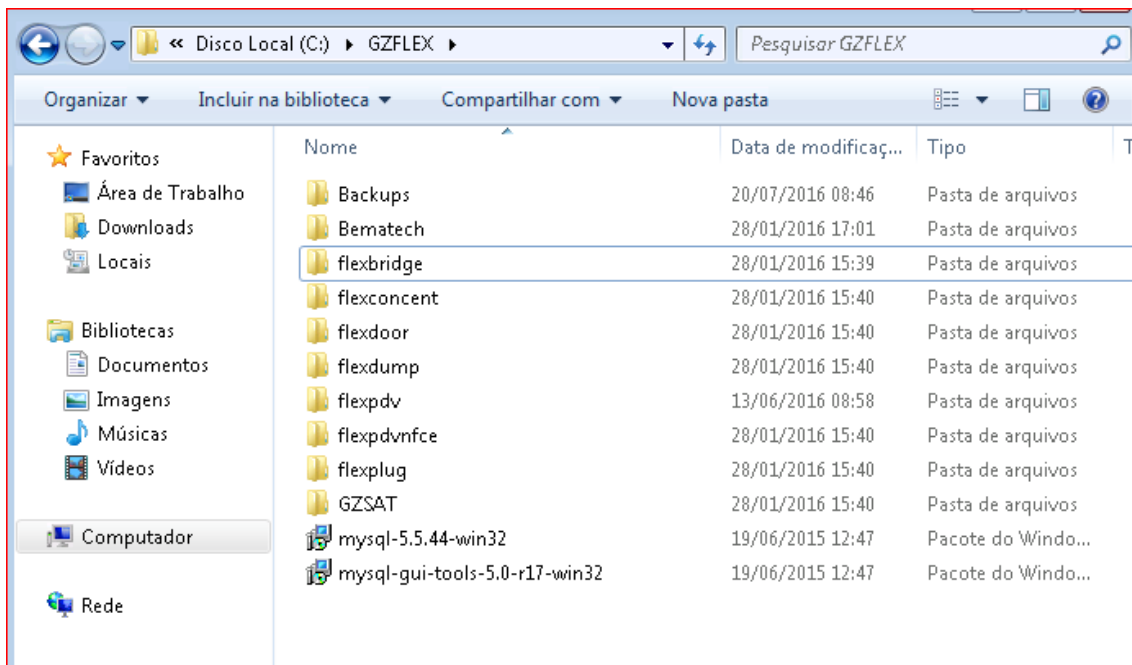 « Disco Local (C:) ▸ GZFLEX ▸ Pesquisar GZFLEX
Organizar Incluir na biblioteca Compartilhar com Nova pasta
Nome Data de modificaç... Tipo T
Favoritos
Área de Trabalho
Downloads
Locais
Bibliotecas
Documentos
Imagens
Músicas
Vídeos
Computador
Rede
Backups 20/07/2016 08:46 Pasta de arquivos
Bematech 28/01/2016 17:01 Pasta de arquivos
flexbridge 28/01/2016 15:39 Pasta de arquivos
flexconcent 28/01/2016 15:40 Pasta de arquivos
flexdoor 28/01/2016 15:40 Pasta de arquivos
flexdump 28/01/2016 15:40 Pasta de arquivos
flexpdv 13/06/2016 08:58 Pasta de arquivos
flexpdvnfce 28/01/2016 15:40 Pasta de arquivos
flexplug 28/01/2016 15:40 Pasta de arquivos
GZSAT 28/01/2016 15:40 Pasta de arquivos
mysql-5.5.44-win32 19/06/2015 12:47 Pacote do Windo...
mysql-gui-tools-5.0-r17-win32 19/06/2015 12:47 Pacote do Windo...